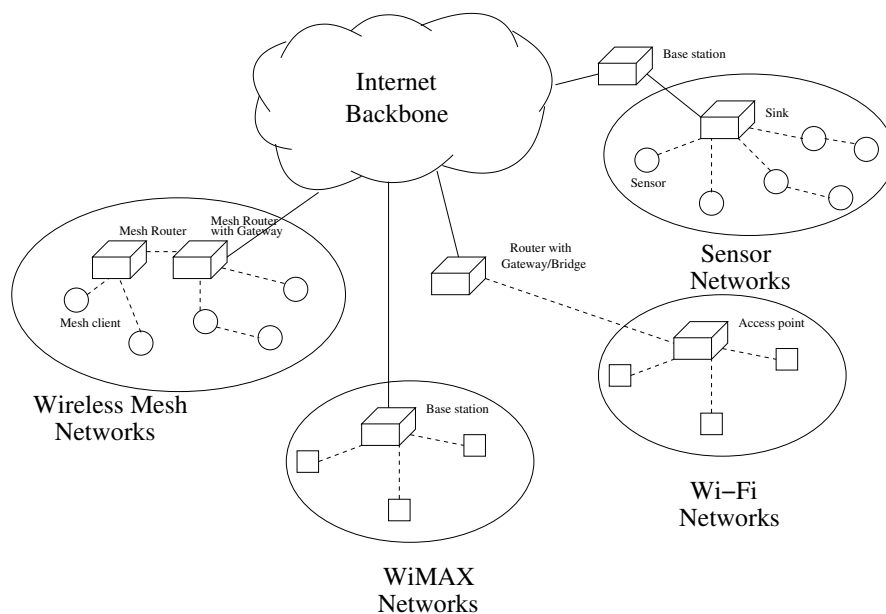 Internet
Backbone
Base station
Sink
Sensor
Sensor
Networks
Mesh Router
Mesh Router
with Gateway
Mesh client
Wireless Mesh
Networks
Router with
Gateway/Bridge
Access point
Wi−Fi
Networks
Base station
WiMAX
Networks